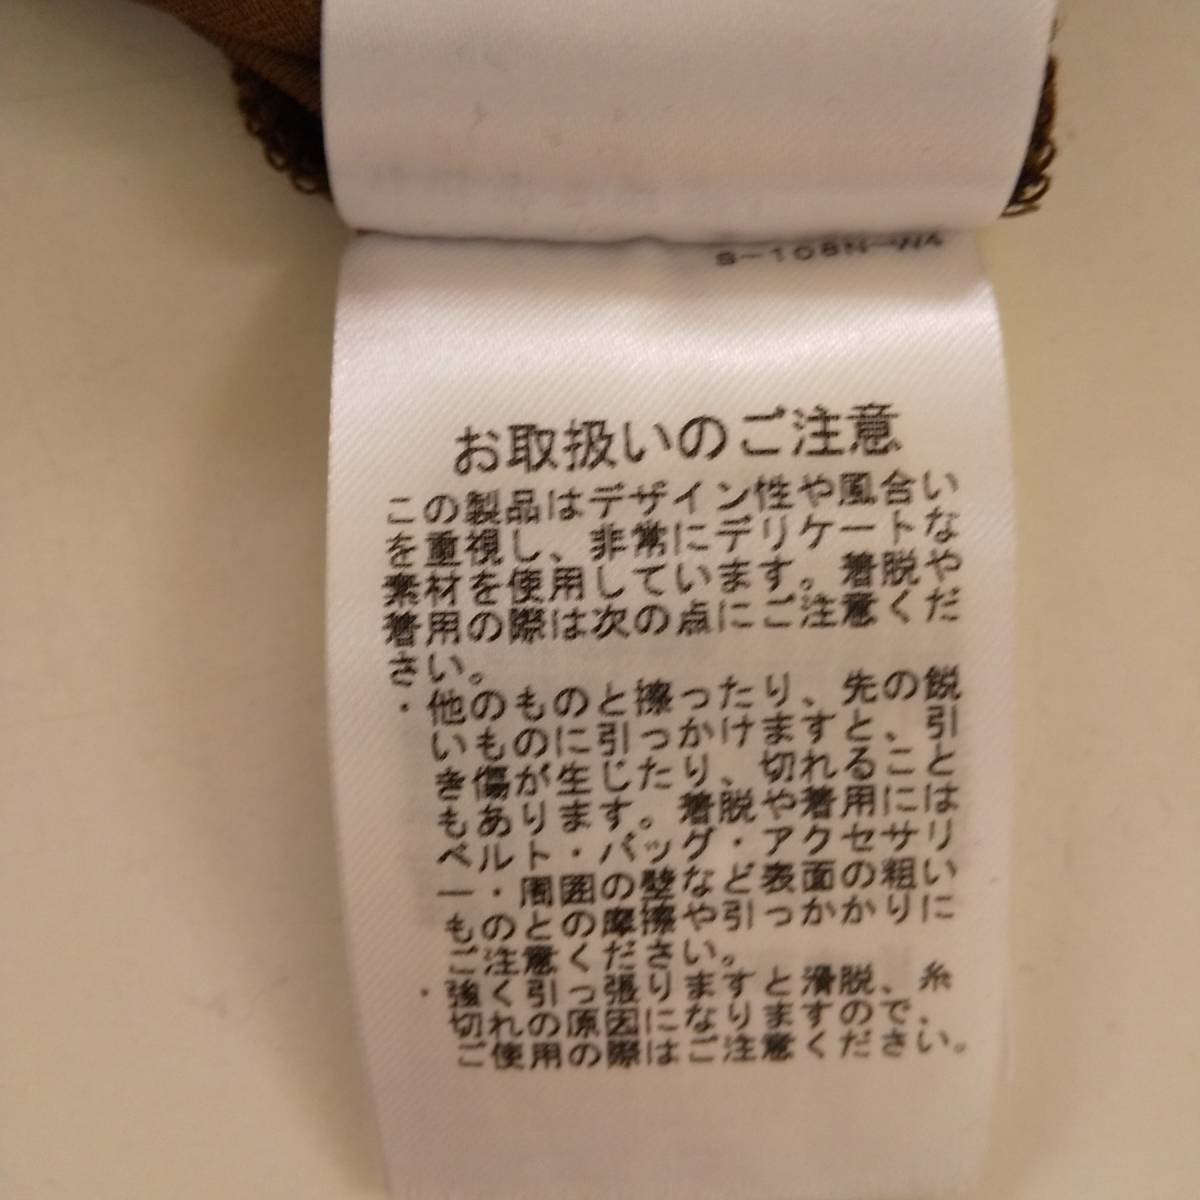 S-108N-W4
お取扱いのご注意
この製品はデザイン性や風合い
を重視し、非常にデリケートな
素材を使用しています。着脱や
着用の際は次の点にご注意くだ
さい。
・他のものと擦ったり、先の鋭
いものに引っかけますと、引
き傷が生じたり、切れること
もあります。着脱や着用には
ベルト・バッグ・アクセサリ
ー・周囲の壁など表面の粗い
ものとの摩擦や引っかかりに
ご注意ください。
・強く引っ張りますと滑脱、糸
切れの原因になりますので、
ご使用の際はご注意ください。